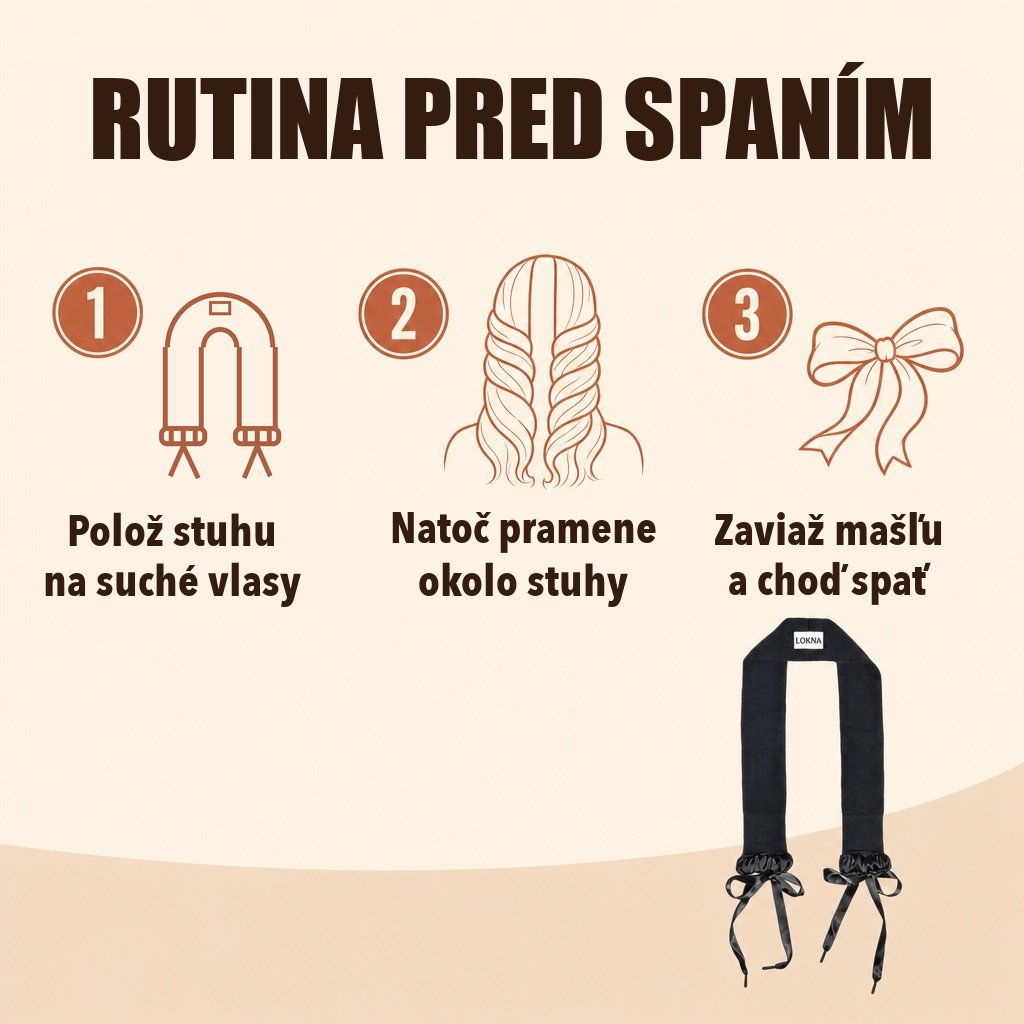 RUTINA PRED SPANÍM
1
2
3
Polož stuhu
na suché vlasy
Natoč pramene
okolo stuhy
Zaviaž mašľu
a choď spať
LOKNA